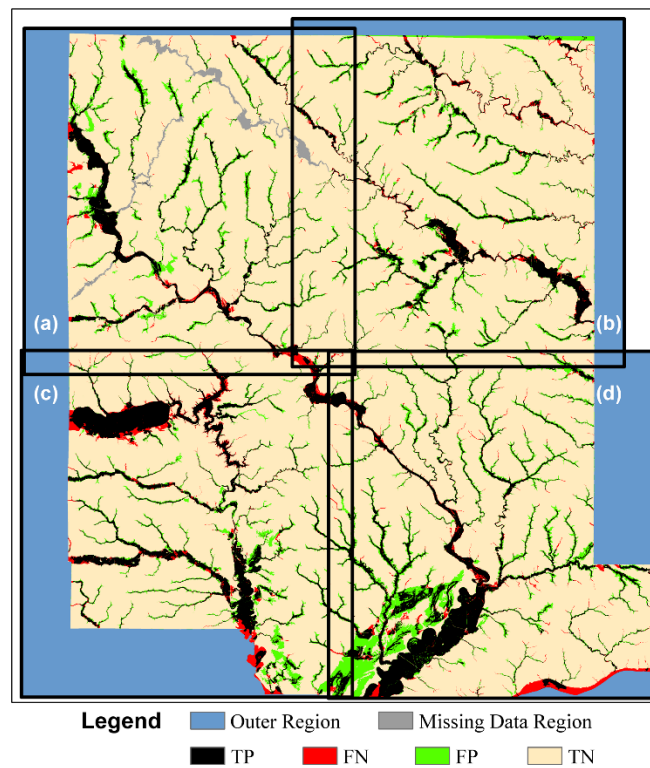 (a)
(b)
(c)
(d)
Legend
Outer Region
Missing Data Region
TP
FN
FP
TN